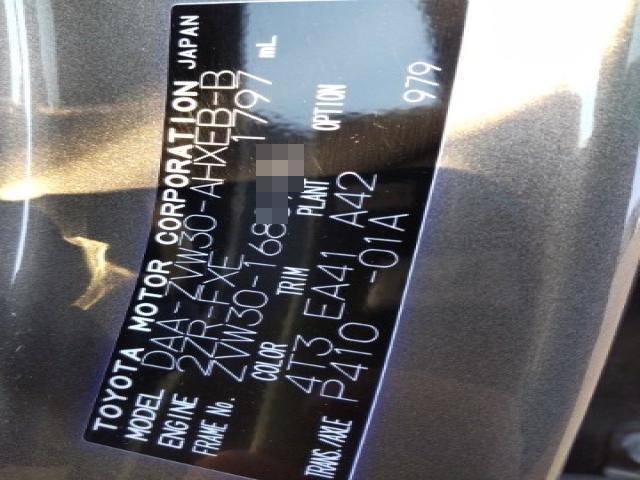 TOYOTA MOTOR CORPORATION JAPAN
MODEL DAA-ZVW30-AHXEB-B
ENGINE 2ZR-FXE 1797 mL
FRAME No. ZVW30-168
COLOR TRIM PLANT OPTION
4T3 EA41 A42 979
TRANS./AXLE P410 -01A